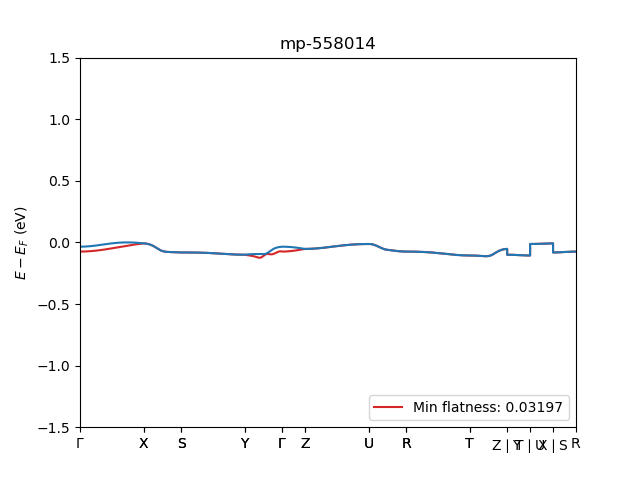 mp-558014
E − E_F (eV)
1.5
1.0
0.5
0.0
−0.5
−1.0
−1.5
Min flatness: 0.03197
Γ X S Y Γ Z U R T Z | Y T | U X | S R